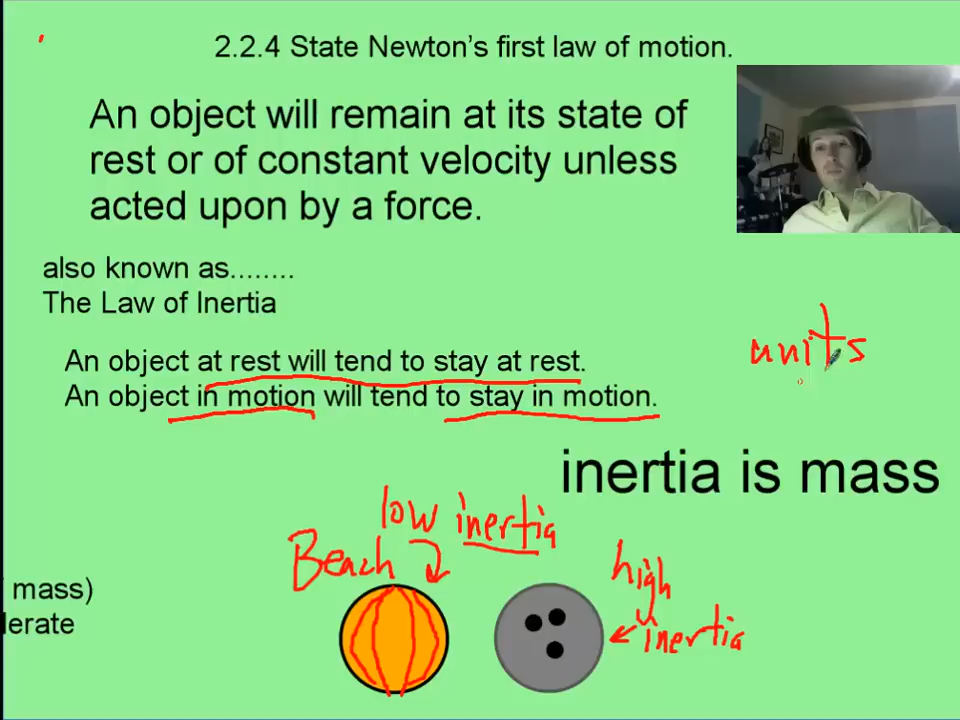 2.2.4 State Newton's first law of motion.
An object will remain at its state of
rest or of constant velocity unless
acted upon by a force.
also known as........
The Law of Inertia
units
An object at rest will tend to stay at rest.
An object in motion will tend to stay in motion.
inertia is mass
low inertia
Beach
high
inertia
mass)
lerate